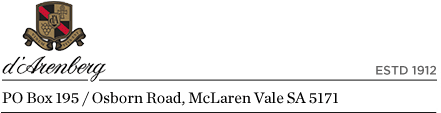 d'Arenberg
ESTD 1912
PO Box 195 / Osborn Road, McLaren Vale SA 5171